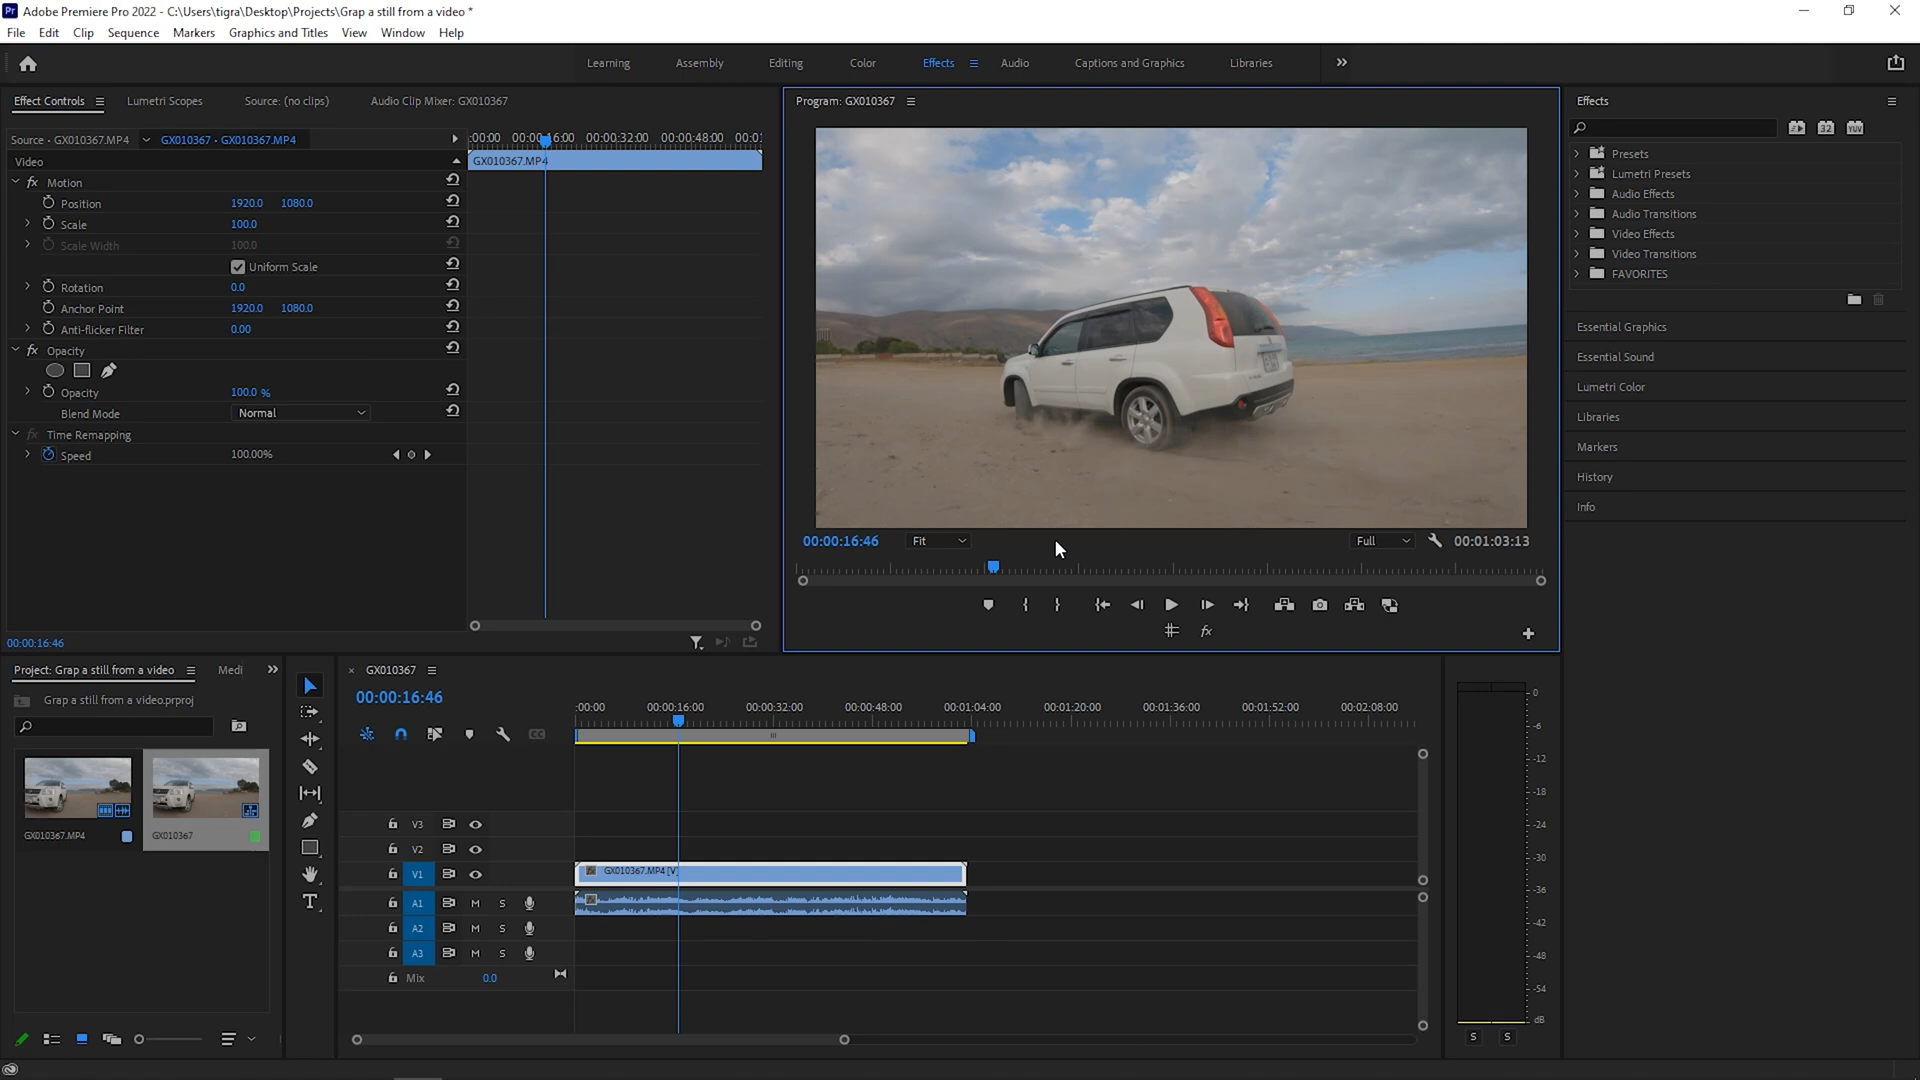 Pr Adobe Premiere Pro 2022 - C:\Users\tigra\Desktop\Projects\Grap a still from a video *
File Edit Clip Sequence Markers Graphics and Titles View Window Help
Learning Assembly Editing Color Effects Audio Captions and Graphics Libraries
Effect Controls Lumetri Scopes Source: (no clips) Audio Clip Mixer: GX010367
Source · GX010367.MP4 GX010367 · GX010367.MP4
:00:00 00:00:16:00 00:00:32:00 00:00:48:00 00:01
Video
GX010367.MP4
fx Motion
Position 1920.0 1080.0
Scale 100.0
Scale Width 100.0
Uniform Scale
Rotation 0.0
Anchor Point 1920.0 1080.0
Anti-flicker Filter 0.00
fx Opacity
Opacity 100.0 %
Blend Mode Normal
fx Time Remapping
Speed 100.00%
00:00:16:46
Program: GX010367
00:00:16:46 Fit Full 00:01:03:13
fx
Effects
32 YUV
Presets
Lumetri Presets
Audio Effects
Audio Transitions
Video Effects
Video Transitions
FAVORITES
Essential Graphics
Essential Sound
Lumetri Color
Libraries
Markers
History
Info
Project: Grap a still from a video Medi
Grap a still from a video.prproj
GX010367.MP4 GX010367
T
GX010367
00:00:16:46
:00:00 00:00:16:00 00:00:32:00 00:00:48:00 00:01:04:00 00:01:20:00 00:01:36:00 00:01:52:00 00:02:08:00
CC
V3
V2
V1 GX010367.MP4 [V]
A1 M S
A2 M S
A3 M S
Mix 0.0
0
-6
-12
-18
-24
-30
-36
-42
-48
-54
dB
S S